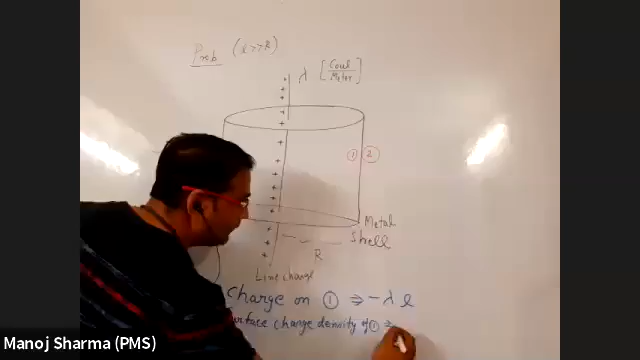 Prob (l>>R)
λ [Coul/Meter]
① ②
Metal
Shell
R
Line charge
Charge on ① ⇒ -λ l
Surface charge density of ① ⇒
Manoj Sharma (PMS)